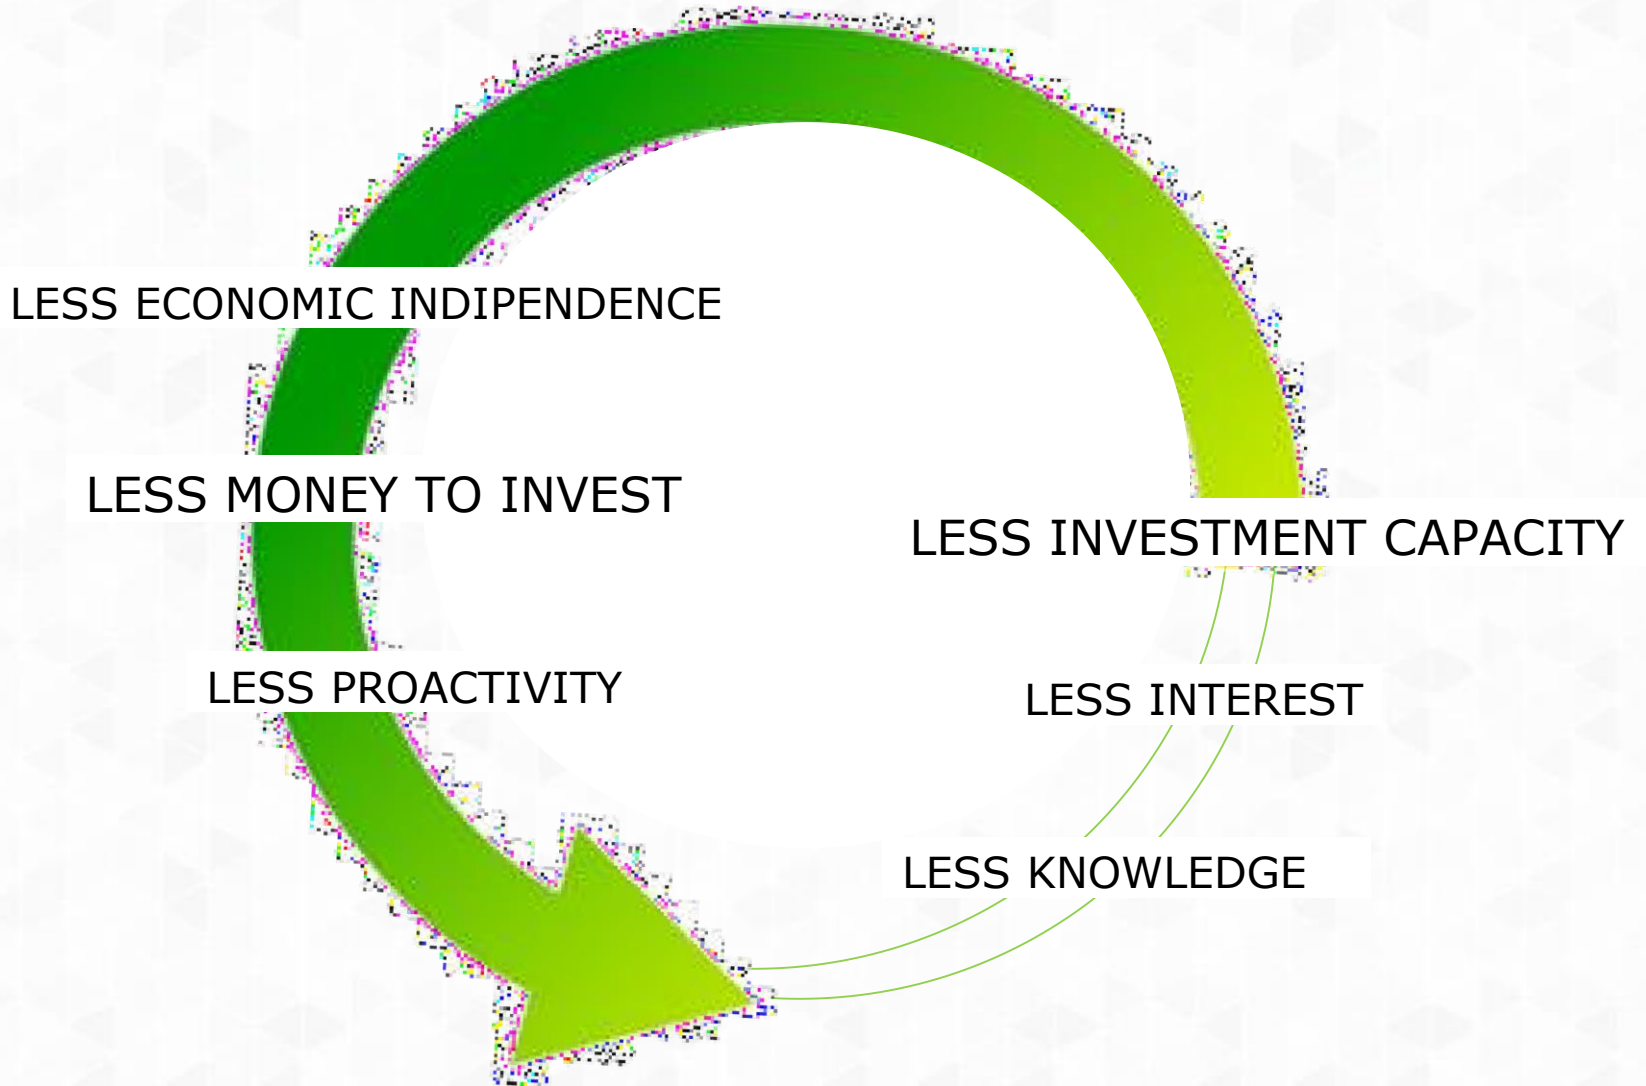 LESS ECONOMIC INDIPENDENCE
LESS MONEY TO INVEST
LESS INVESTMENT CAPACITY
LESS PROACTIVITY
LESS INTEREST
LESS KNOWLEDGE